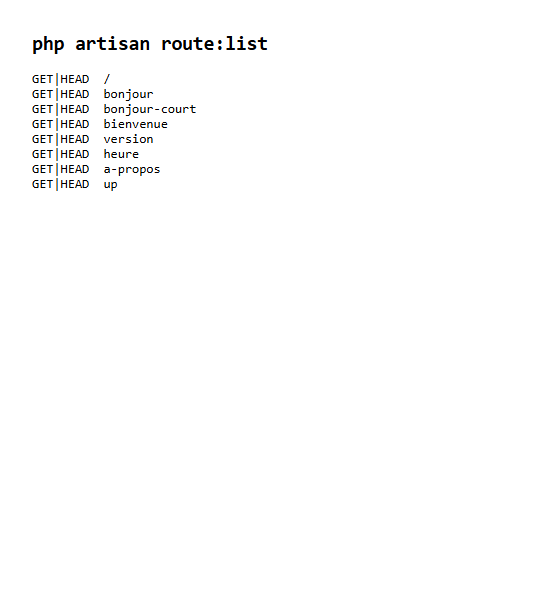 php artisan route:list
GET|HEAD  /
GET|HEAD  bonjour
GET|HEAD  bonjour-court
GET|HEAD  bienvenue
GET|HEAD  version
GET|HEAD  heure
GET|HEAD  a-propos
GET|HEAD  up